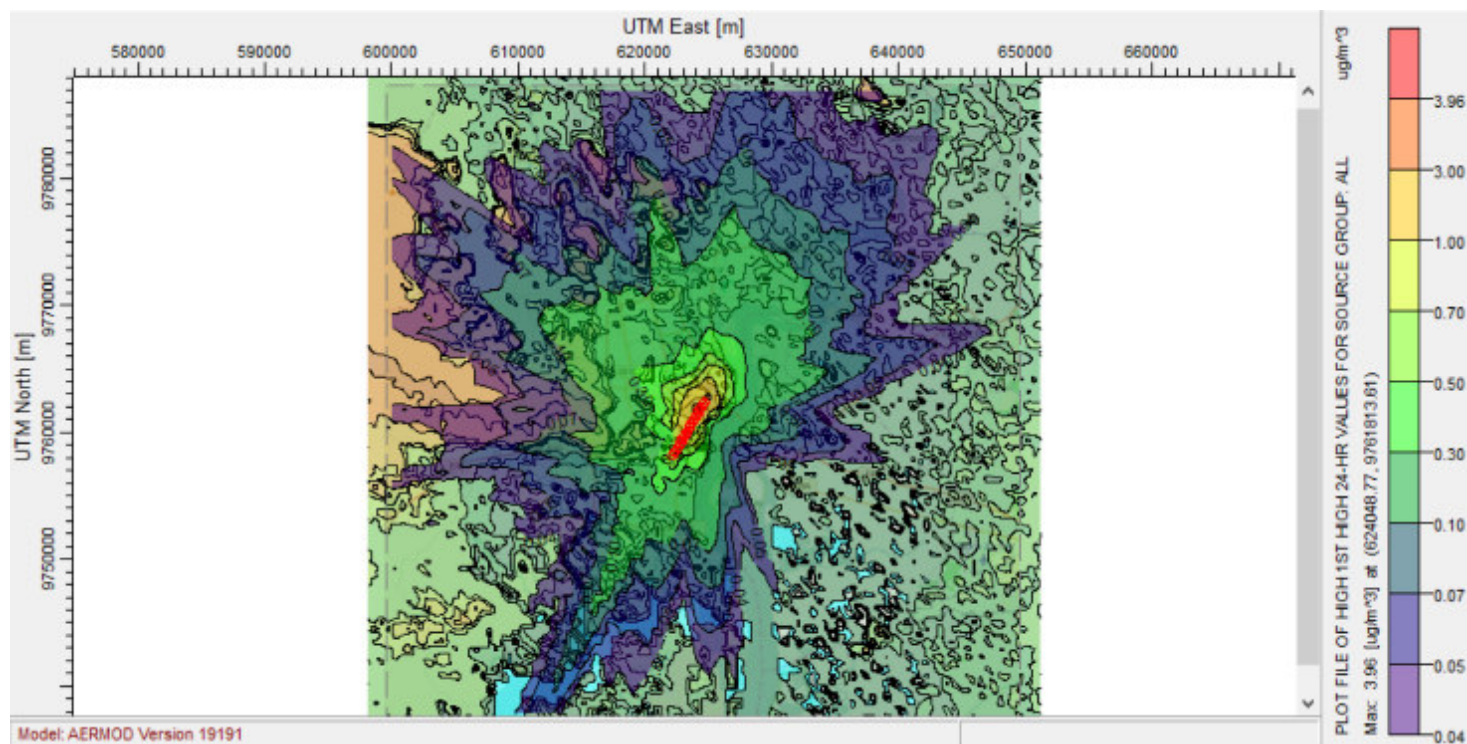 UTM East [m]
580000 590000 600000 610000 620000 630000 640000 650000 660000
UTM North [m]
9780000
9770000
9760000
9750000
PLOT FILE OF HIGH 1ST HIGH 24-HR VALUES FOR SOURCE GROUP: ALL
ug/m^3
Max: 3.96 [ug/m^3] at (624048.77, 9761813.61)
3.96
3.00
1.00
0.70
0.50
0.30
0.10
0.07
0.05
0.04
Model: AERMOD Version 19191